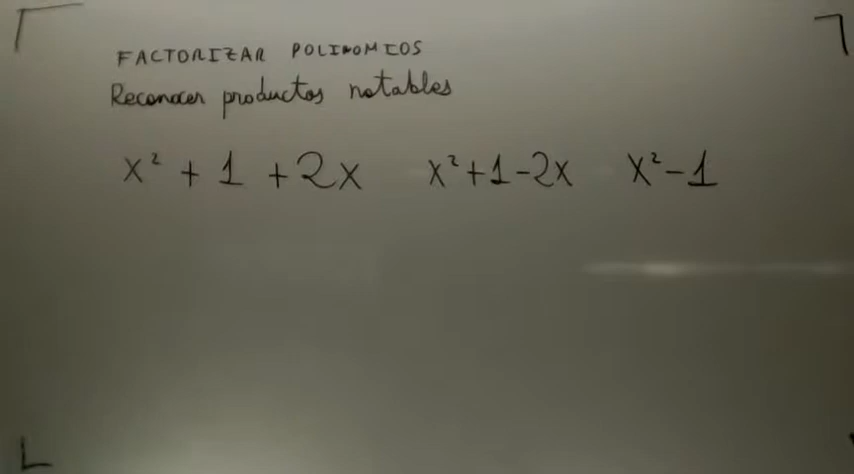 FACTORIZAR POLINOMIOS
Reconocer productos notables
x² + 1 + 2x x²+1-2x x²-1